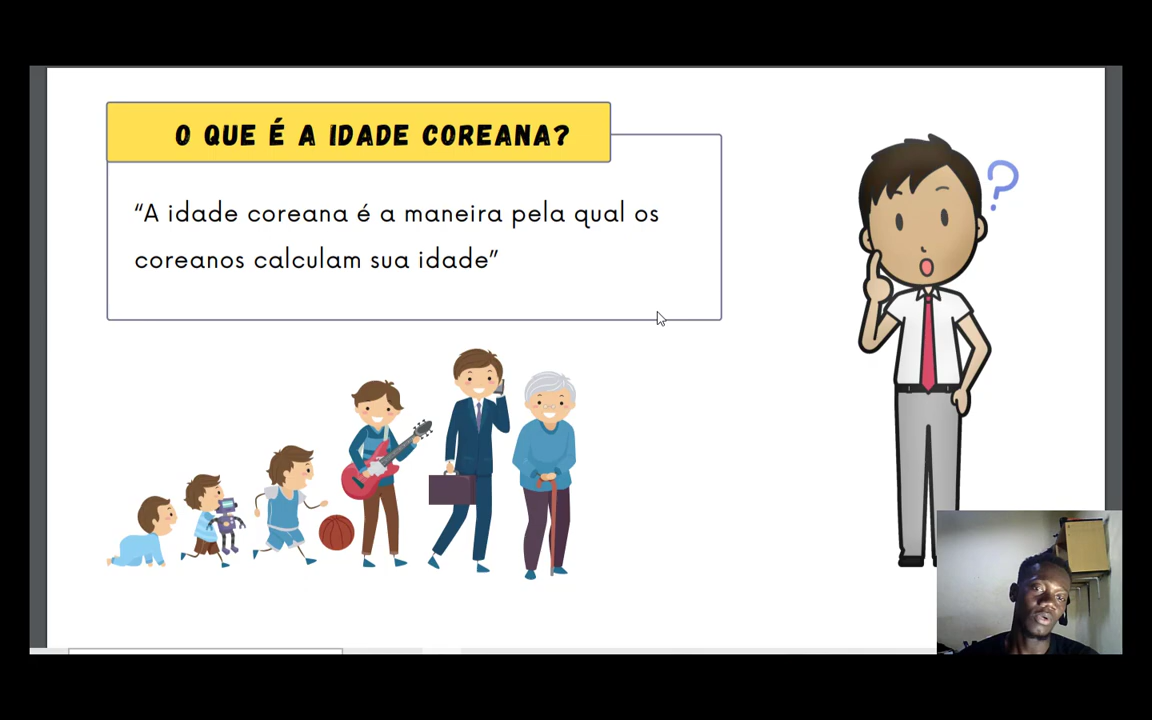 O QUE É A IDADE COREANA?
“A idade coreana é a maneira pela qual os
coreanos calculam sua idade”
?